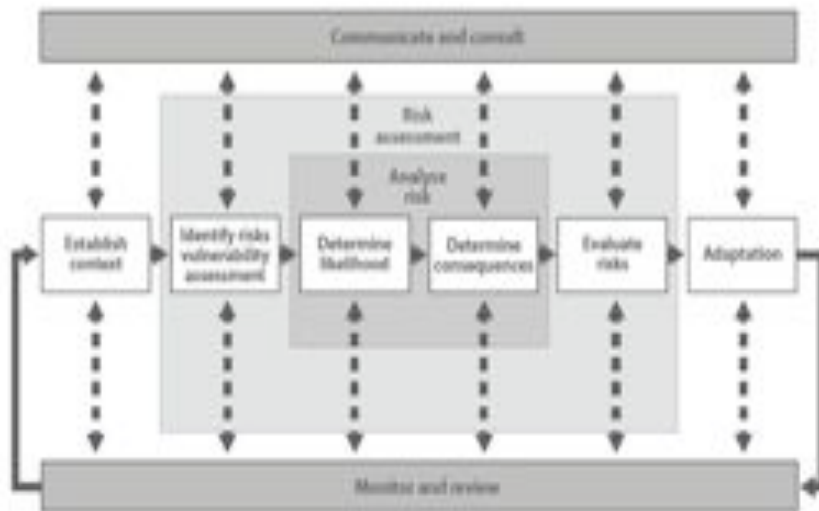 Communicate and consult
Risk
assessment
Analyse
risk
Establish
context
Identify risks
vulnerability
assessment
Determine
likelihood
Determine
consequences
Evaluate
risks
Adaptation
Monitor and review